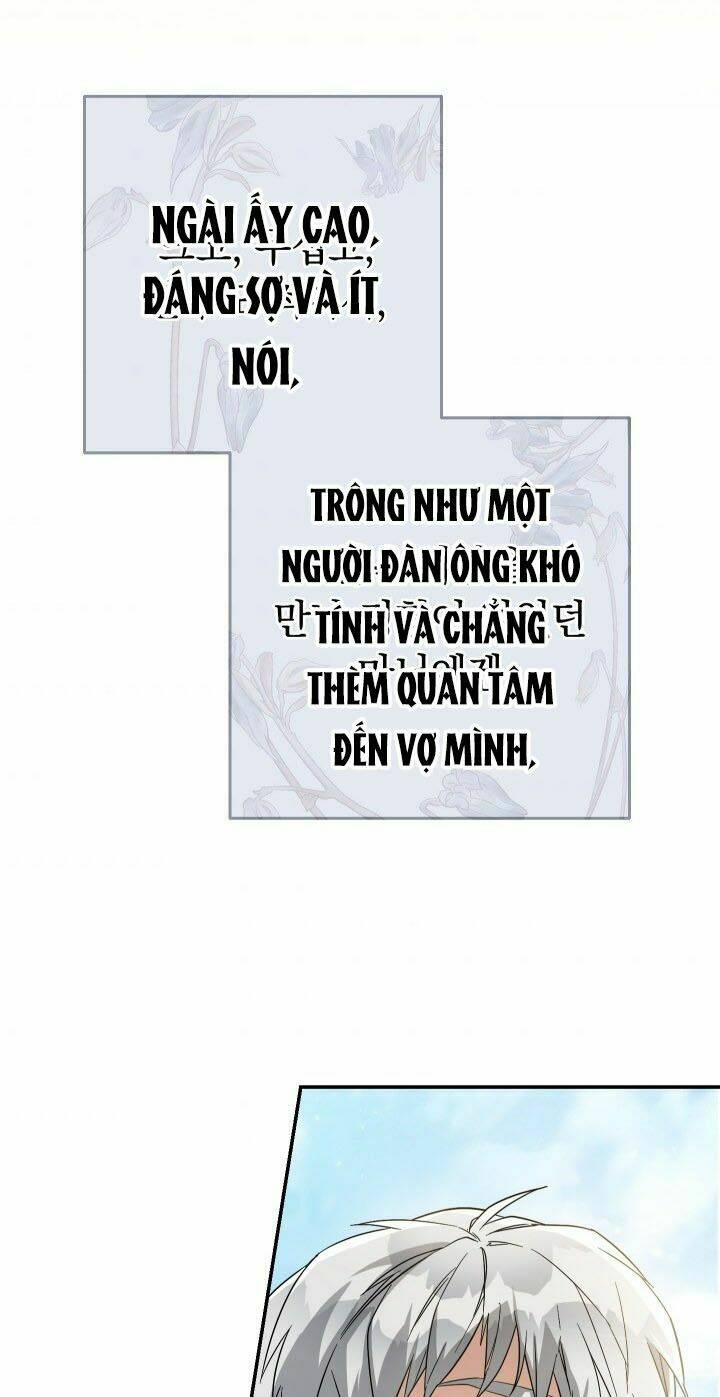 NGÀI ẤY CAO,
ĐÁNG SỢ VÀ ÍT,
NÓI,
TRÔNG NHƯ MỘT
NGƯỜI ĐÀN ÔNG KHÓ
TÍNH VÀ CHẲNG
THÈM QUAN TÂM
ĐẾN VỢ MÌNH,